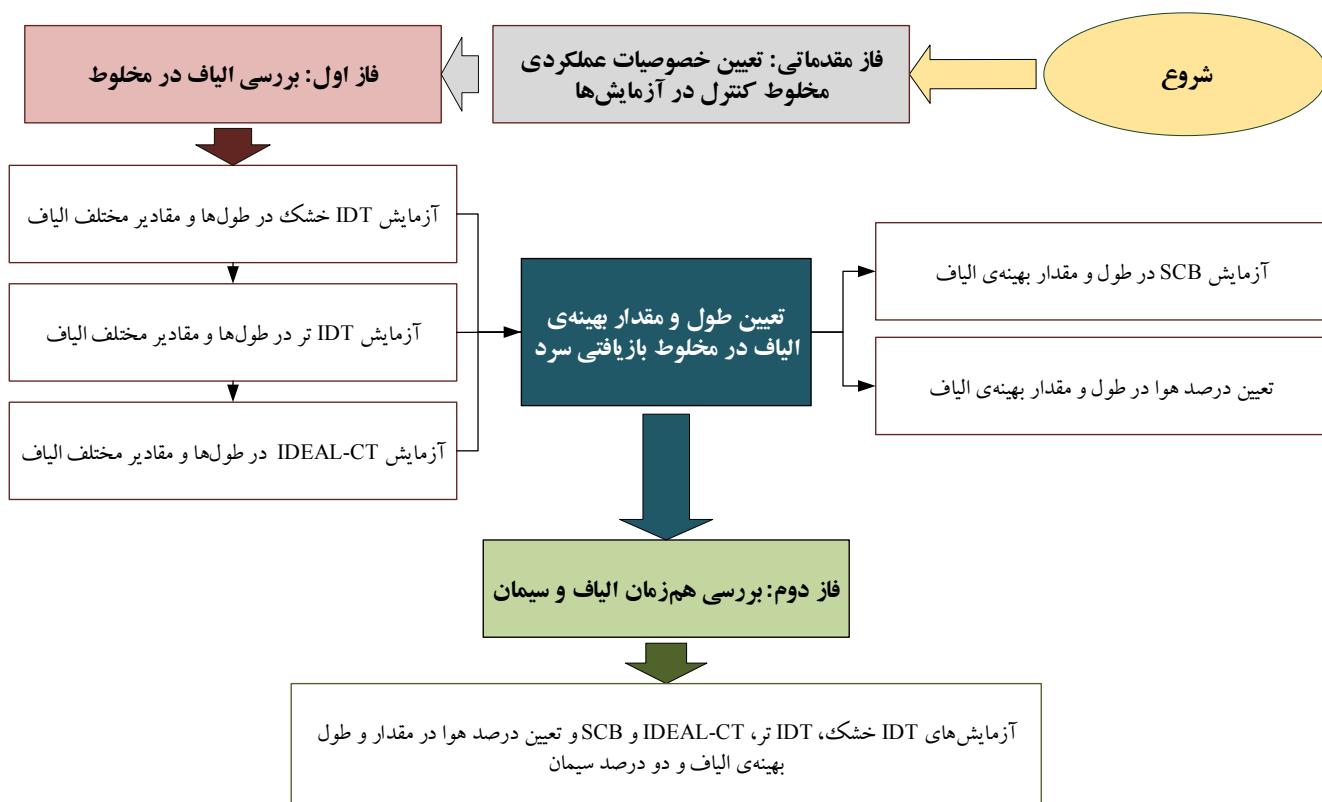 شروع
فاز مقدماتی: تعیین خصوصیات عملکردی
مخلوط کنترل در آزمایش‌ها
فاز اول: بررسی الیاف در مخلوط
آزمایش IDT خشک در طول‌ها و مقادیر مختلف الیاف
آزمایش IDT تر در طول‌ها و مقادیر مختلف الیاف
آزمایش IDEAL-CT در طول‌ها و مقادیر مختلف الیاف
تعیین طول و مقدار بهینه‌ی
الیاف در مخلوط بازیافتی سرد
آزمایش SCB در طول و مقدار بهینه‌ی الیاف
تعیین درصد هوا در طول و مقدار بهینه‌ی الیاف
فاز دوم: بررسی هم‌زمان الیاف و سیمان
آزمایش‌های IDT خشک، IDT تر، IDEAL-CT و SCB و تعیین درصد هوا در مقدار و طول
بهینه‌ی الیاف و دو درصد سیمان